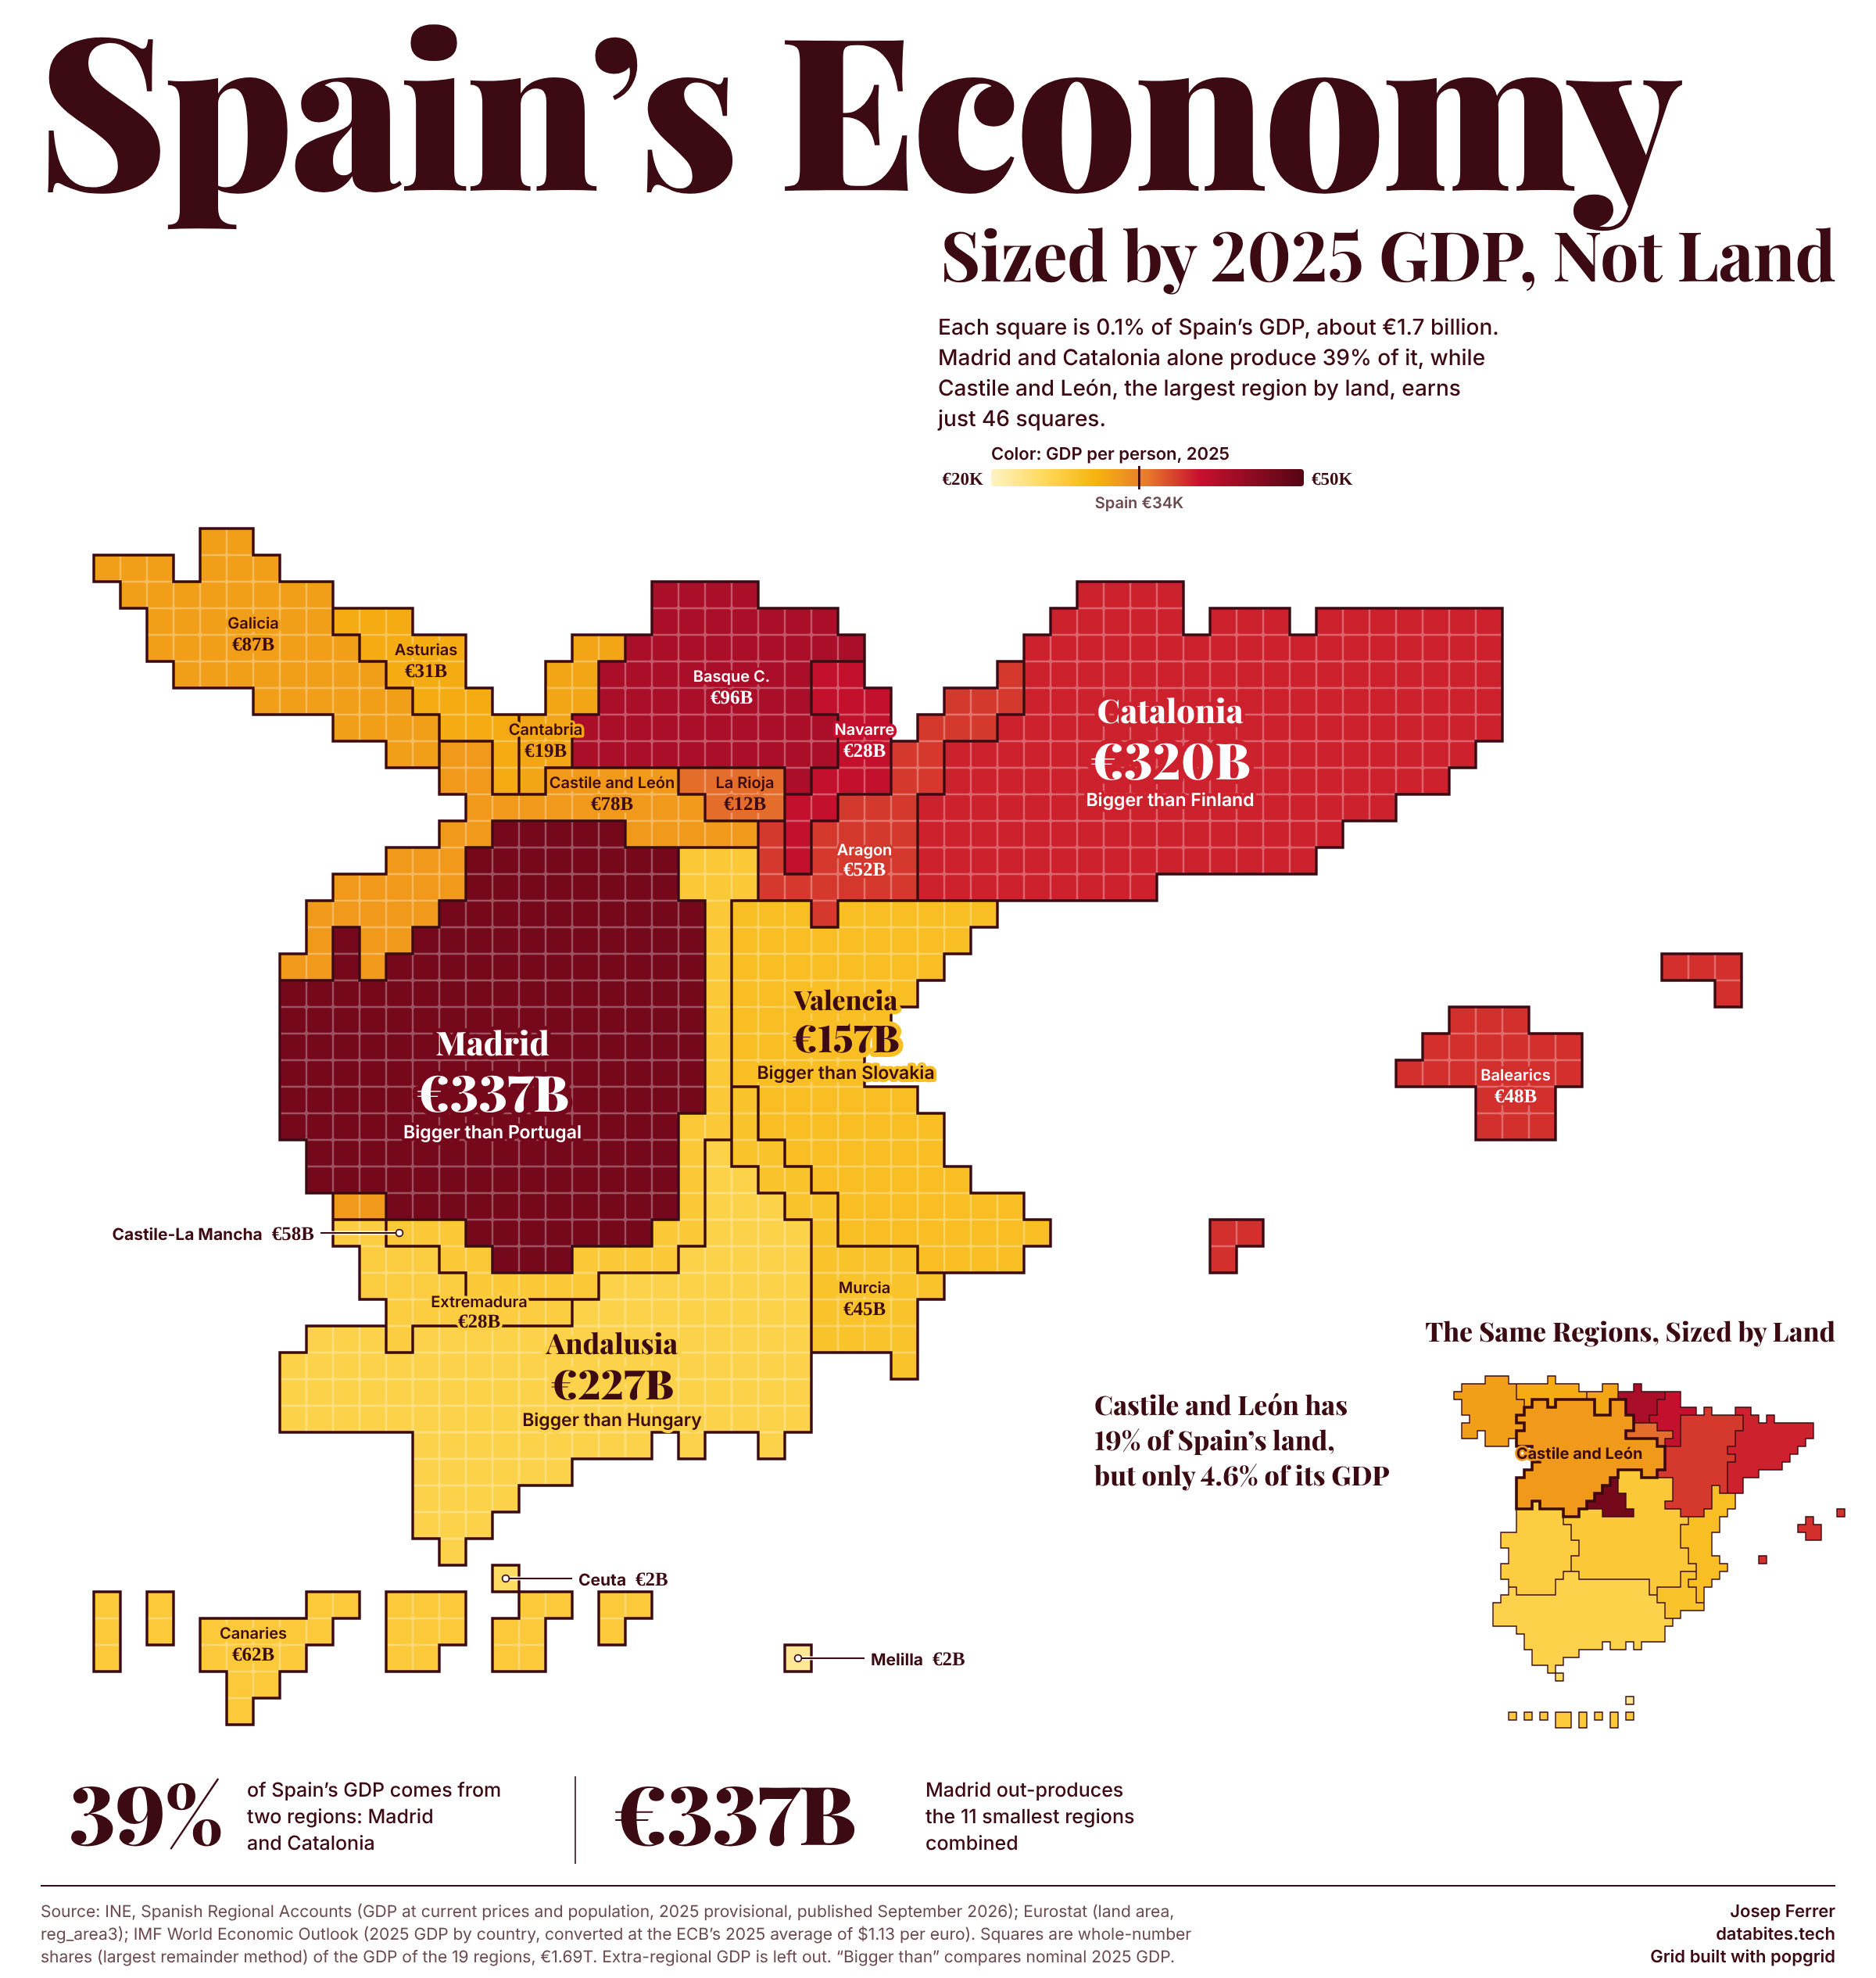 Spain’s Economy
Sized by 2025 GDP, Not Land
Each square is 0.1% of Spain’s GDP, about €1.7 billion.
Madrid and Catalonia alone produce 39% of it, while
Castile and León, the largest region by land, earns
just 46 squares.
Color: GDP per person, 2025
€20K
€50K
Spain €34K
Galicia
€87B
Asturias
€31B
Cantabria
€19B
Basque C.
€96B
Navarre
€28B
Castile and León
€78B
La Rioja
€12B
Aragon
€52B
Catalonia
€320B
Bigger than Finland
Madrid
€337B
Bigger than Portugal
Valencia
€157B
Bigger than Slovakia
Balearics
€48B
Castile-La Mancha €58B
Extremadura
€28B
Murcia
€45B
Andalusia
€227B
Bigger than Hungary
Ceuta €2B
Canaries
€62B
Melilla €2B
The Same Regions, Sized by Land
Castile and León
Castile and León has
19% of Spain’s land,
but only 4.6% of its GDP
39%
of Spain’s GDP comes from
two regions: Madrid
and Catalonia
€337B
Madrid out-produces
the 11 smallest regions
combined
Source: INE, Spanish Regional Accounts (GDP at current prices and population, 2025 provisional, published September 2026); Eurostat (land area,
reg_area3); IMF World Economic Outlook (2025 GDP by country, converted at the ECB’s 2025 average of $1.13 per euro). Squares are whole-number
shares (largest remainder method) of the GDP of the 19 regions, €1.69T. Extra-regional GDP is left out. “Bigger than” compares nominal 2025 GDP.
Josep Ferrer
databites.tech
Grid built with popgrid